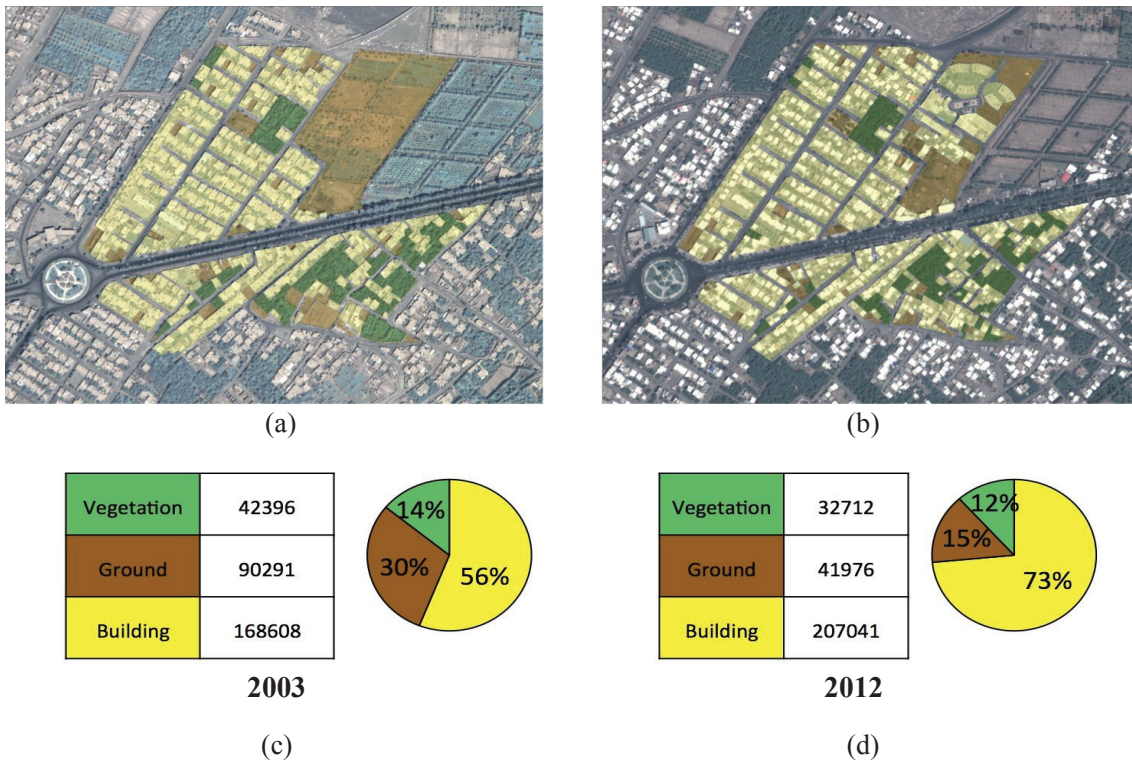 (a)
(b)
Vegetation 42396
Ground 90291
Building 168608
14%
30%
56%
2003
(c)
Vegetation 32712
Ground 41976
Building 207041
12%
15%
73%
2012
(d)